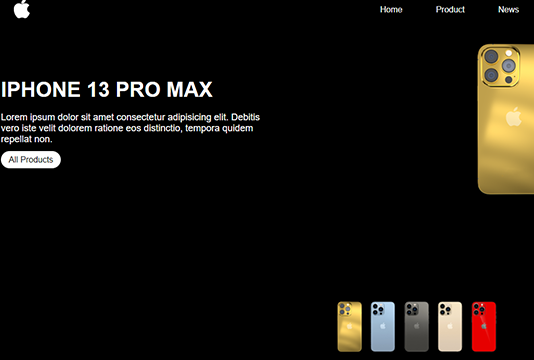 Home Product News
IPHONE 13 PRO MAX
Lorem ipsum dolor sit amet consectetur adipisicing elit. Debitis
vero iste velit dolorem ratione eos distinctio, tempora quidem
repellat non.
All Products